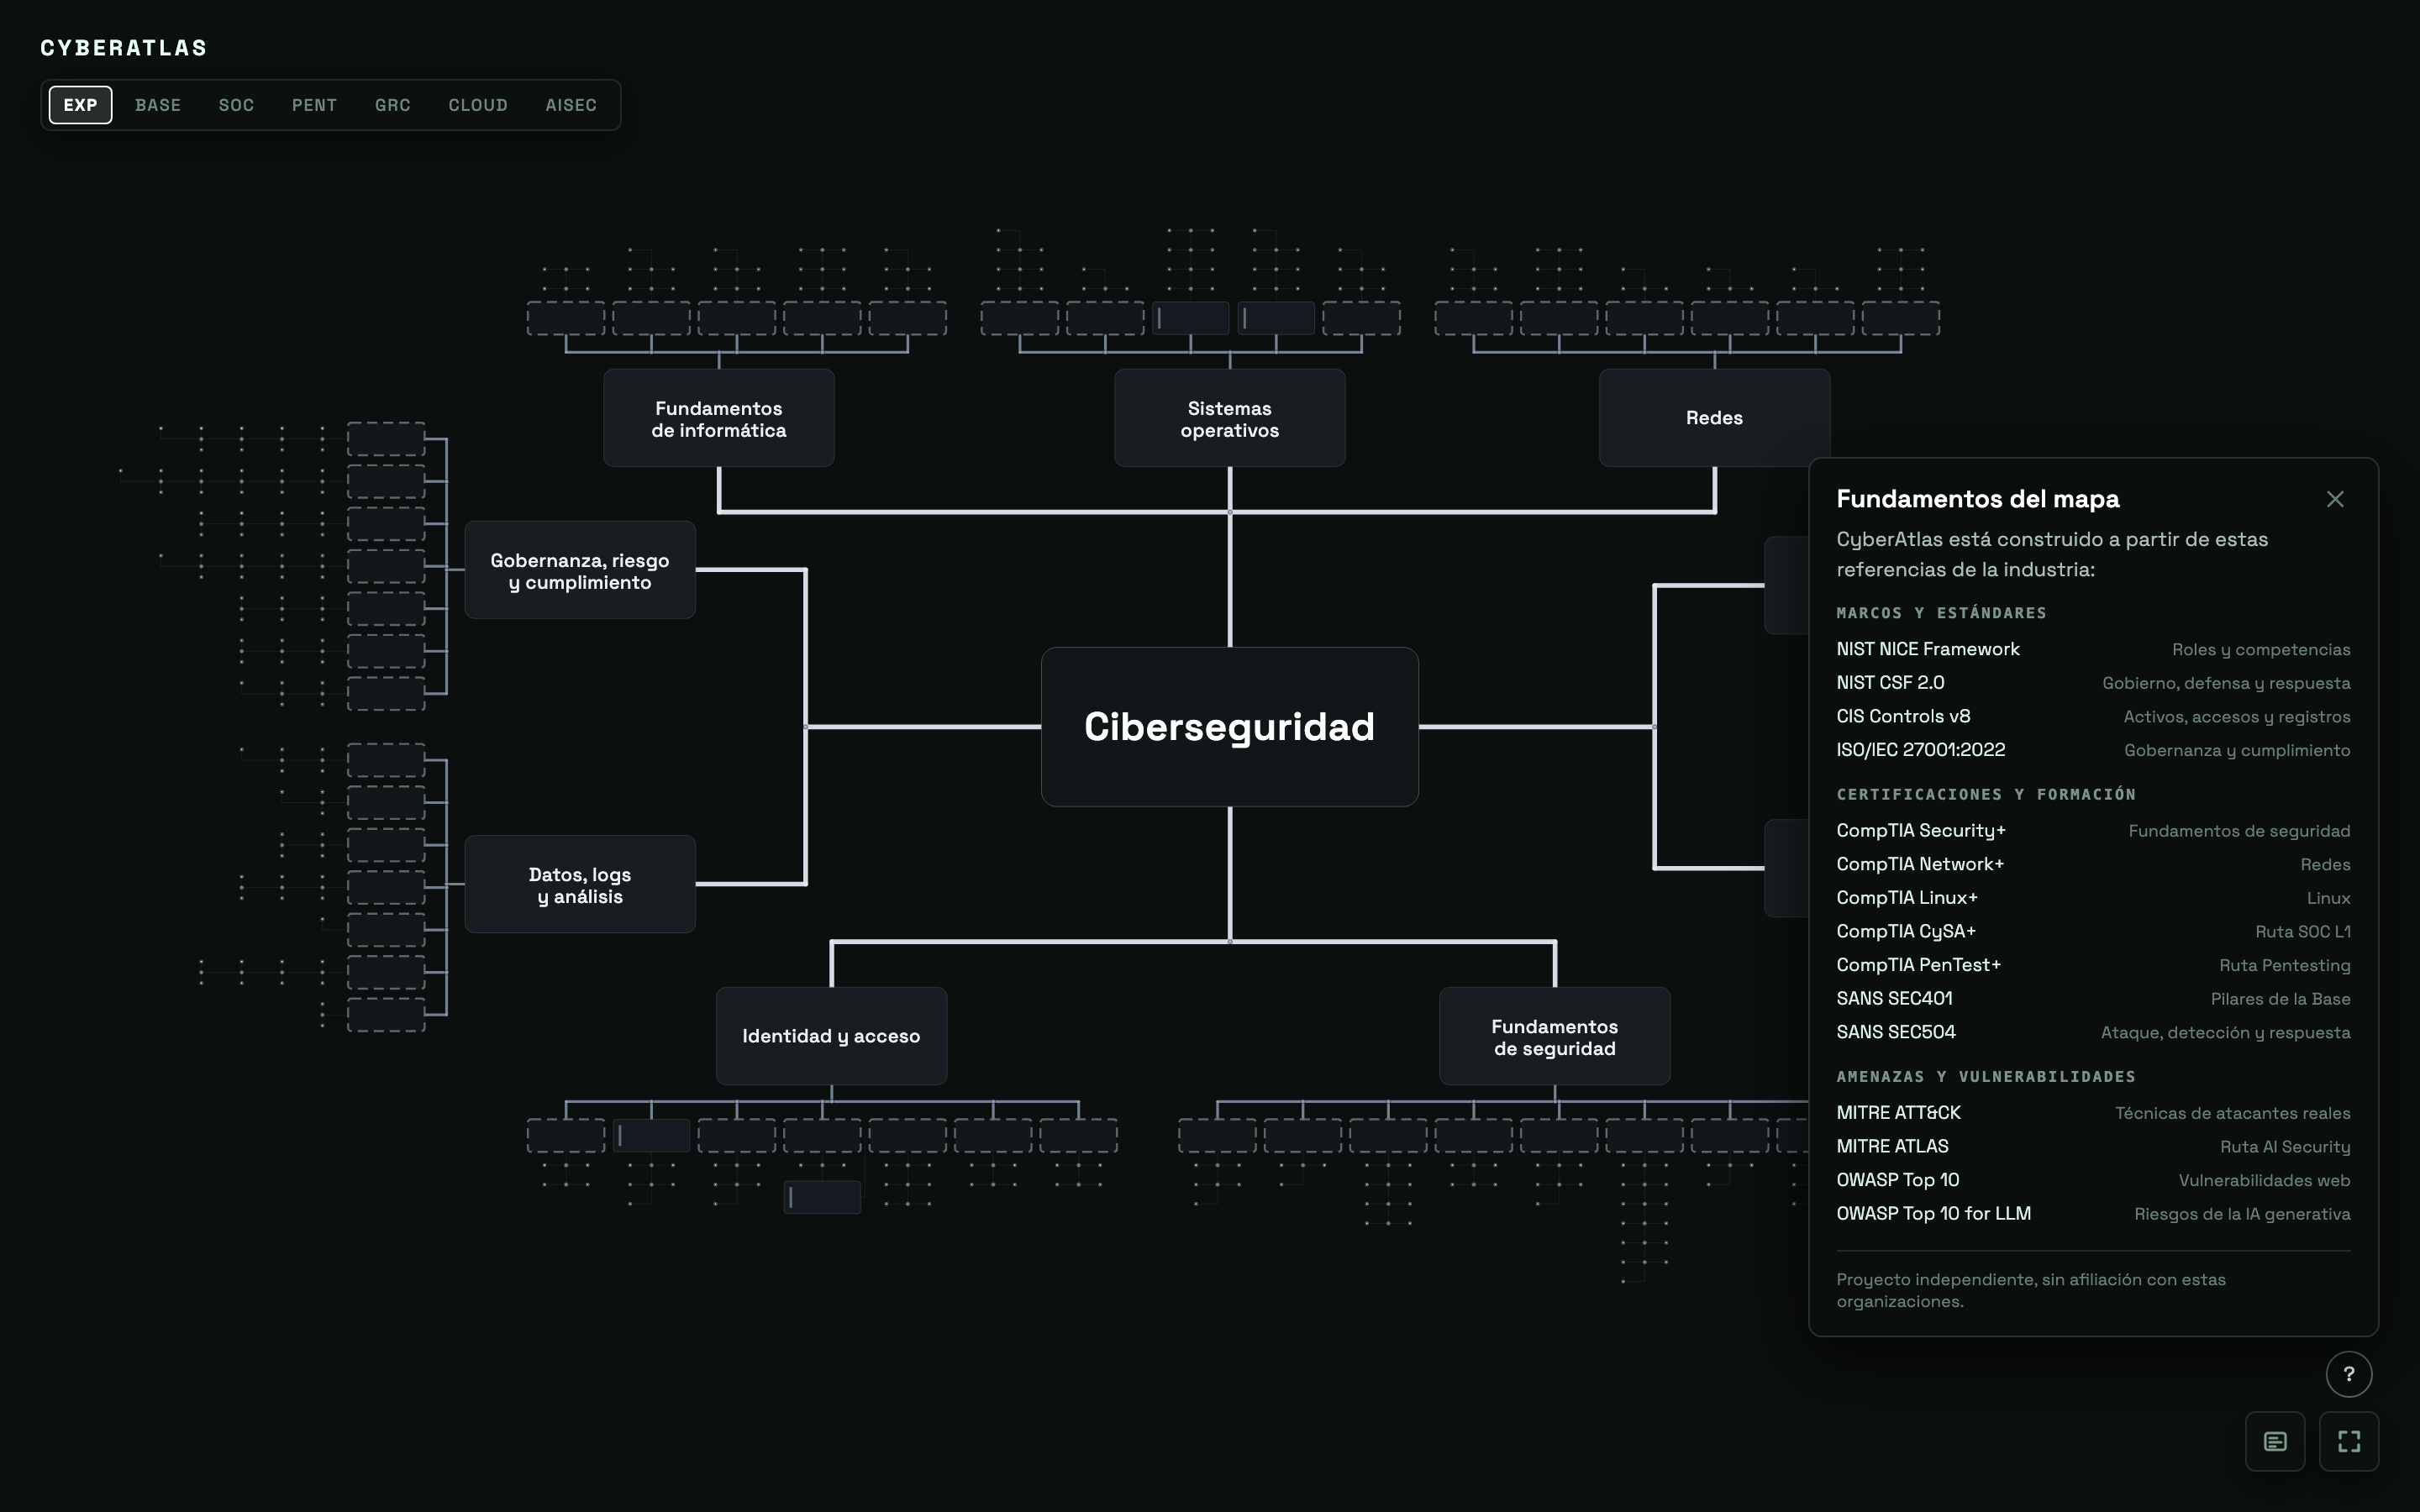 CYBERATLAS
EXP BASE SOC PENT GRC CLOUD AISEC
Fundamentos
de informática
Sistemas
operativos
Redes
Gobernanza, riesgo
y cumplimiento
Ciberseguridad
Datos, logs
y análisis
Identidad y acceso
Fundamentos
de seguridad
Fundamentos del mapa
CyberAtlas está construido a partir de estas
referencias de la industria:
MARCOS Y ESTÁNDARES
NIST NICE Framework Roles y competencias
NIST CSF 2.0 Gobierno, defensa y respuesta
CIS Controls v8 Activos, accesos y registros
ISO/IEC 27001:2022 Gobernanza y cumplimiento
CERTIFICACIONES Y FORMACIÓN
CompTIA Security+ Fundamentos de seguridad
CompTIA Network+ Redes
CompTIA Linux+ Linux
CompTIA CySA+ Ruta SOC L1
CompTIA PenTest+ Ruta Pentesting
SANS SEC401 Pilares de la Base
SANS SEC504 Ataque, detección y respuesta
AMENAZAS Y VULNERABILIDADES
MITRE ATT&CK Técnicas de atacantes reales
MITRE ATLAS Ruta AI Security
OWASP Top 10 Vulnerabilidades web
OWASP Top 10 for LLM Riesgos de la IA generativa
Proyecto independiente, sin afiliación con estas
organizaciones.
?